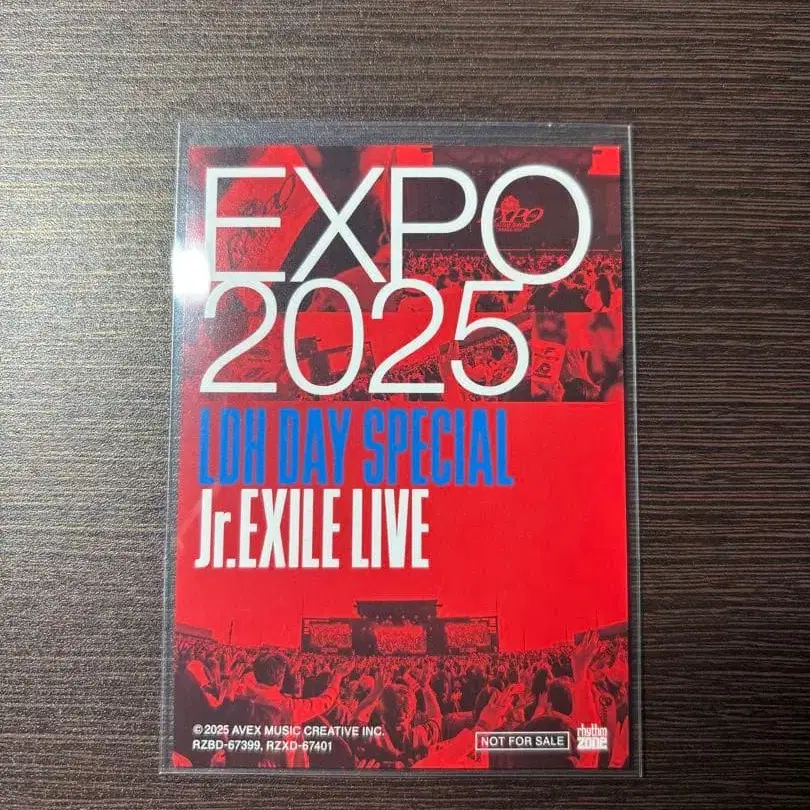 EXPO
2025
LDH DAY SPECIAL
Jr.EXILE LIVE
EXPO
© 2025 AVEX MUSIC CREATIVE INC.
RZBD-67399, RZXD-67401
NOT FOR SALE
rhythm
zone